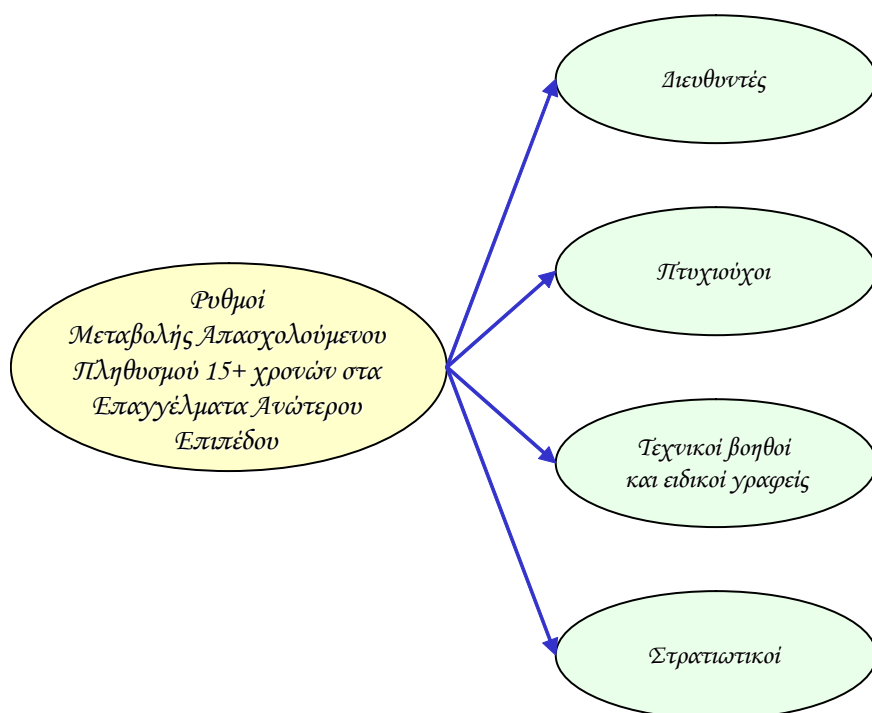 Διευθυντές
Πτυχιούχοι
Ρυθμοί
Μεταβολής Απασχολούμενου
Πληθυσμού 15+ χρονών στα
Επαγγέλματα Ανώτερου
Επιπέδου
Τεχνικοί βοηθοί
και ειδικοί γραφείς
Στρατιωτικοί